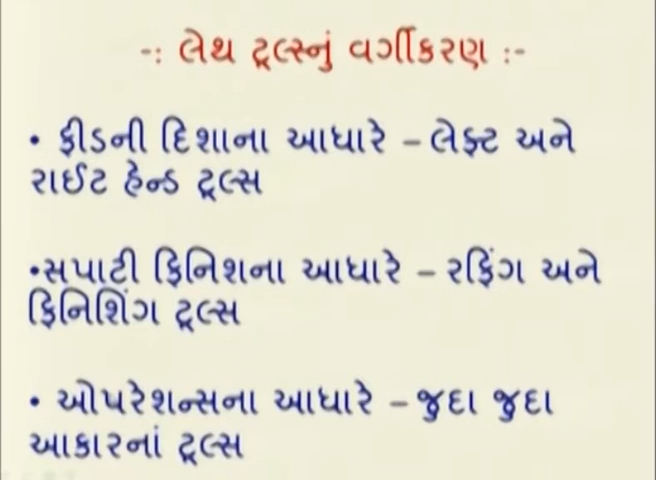 -: લેથ ટૂલ્સનું વર્ગીકરણ :-
• ફીડની દિશાના આધારે – લેફ્ટ અને
રાઈટ હેન્ડ ટૂલ્સ
•સપાટી ફિનિશના આધારે – રફિંગ અને
ફિનિશિંગ ટૂલ્સ
• ઓપરેશન્સના આધારે – જુદા જુદા
આકારનાં ટૂલ્સ